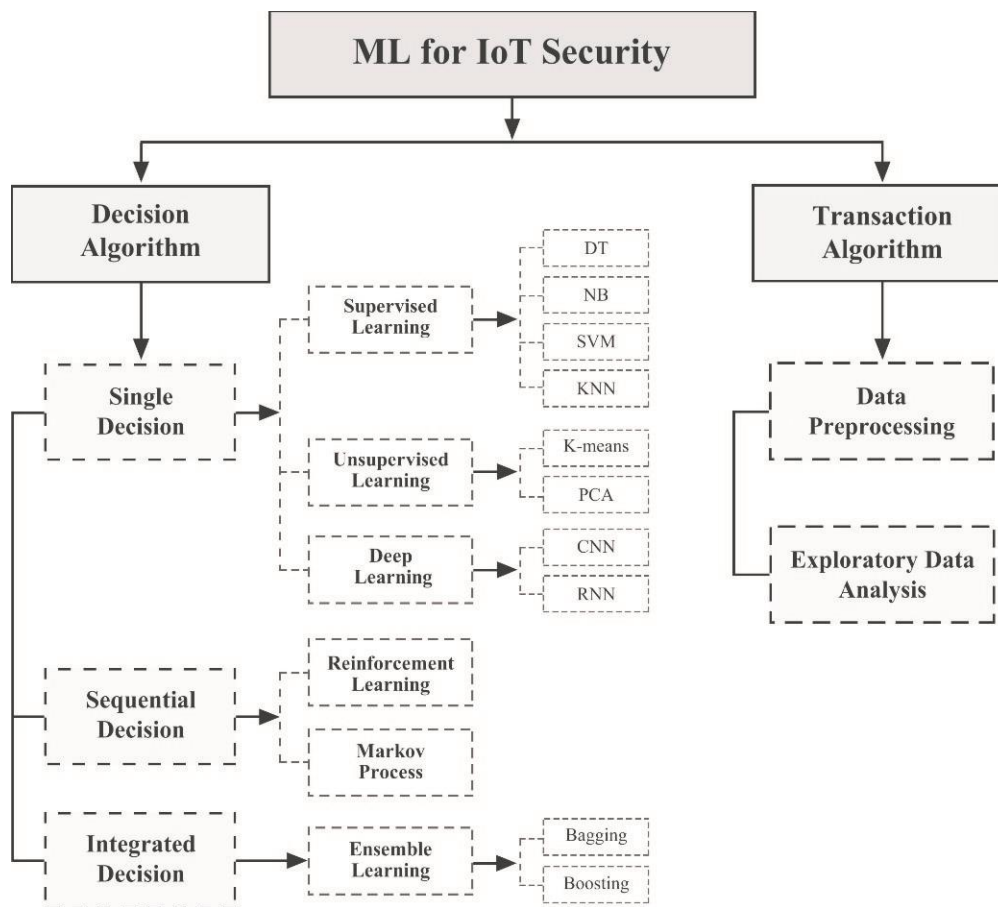 ML for IoT Security
Decision
Algorithm
Transaction
Algorithm
Single
Decision
Supervised
Learning
DT
NB
SVM
KNN
Unsupervised
Learning
K-means
PCA
Deep
Learning
CNN
RNN
Sequential
Decision
Reinforcement
Learning
Markov
Process
Integrated
Decision
Ensemble
Learning
Bagging
Boosting
Data
Preprocessing
Exploratory Data
Analysis